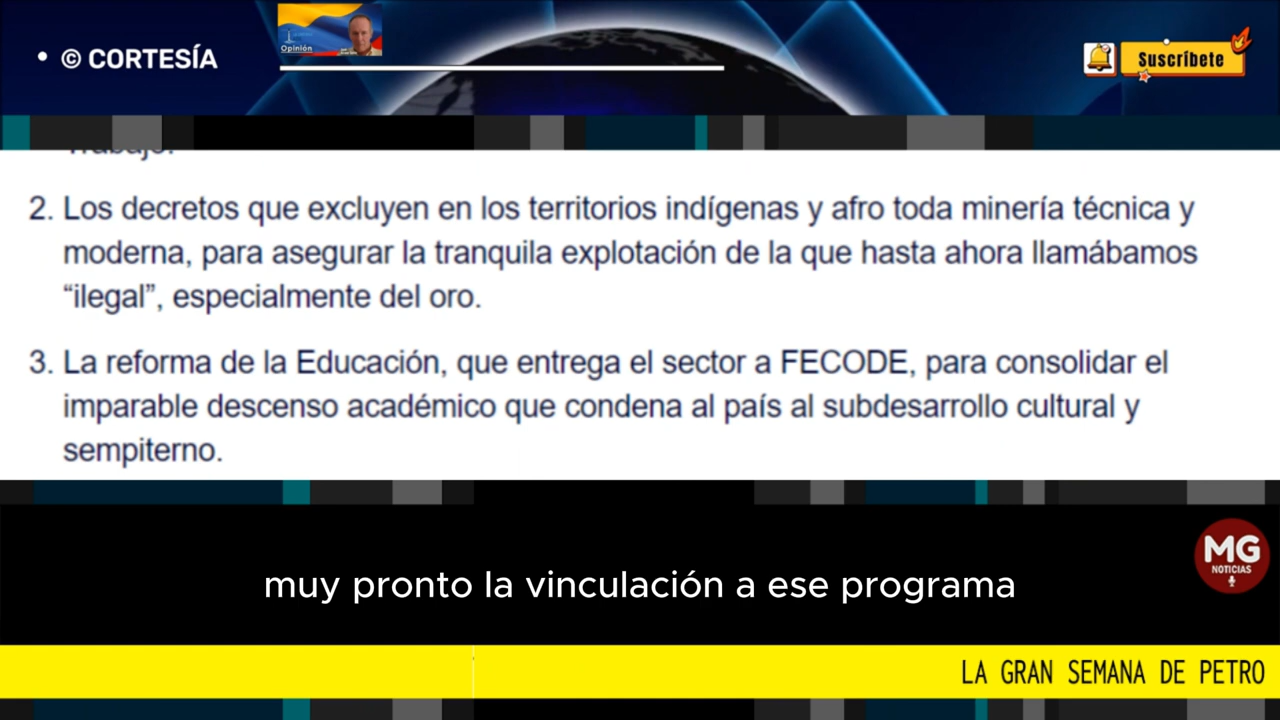 • © CORTESÍA
Opinión
Suscríbete
Trabajo.
2. Los decretos que excluyen en los territorios indígenas y afro toda minería técnica y
moderna, para asegurar la tranquila explotación de la que hasta ahora llamábamos
“ilegal”, especialmente del oro.
3. La reforma de la Educación, que entrega el sector a FECODE, para consolidar el
imparable descenso académico que condena al país al subdesarrollo cultural y
sempiterno.
MG
NOTICIAS
muy pronto la vinculación a ese programa
LA GRAN SEMANA DE PETRO